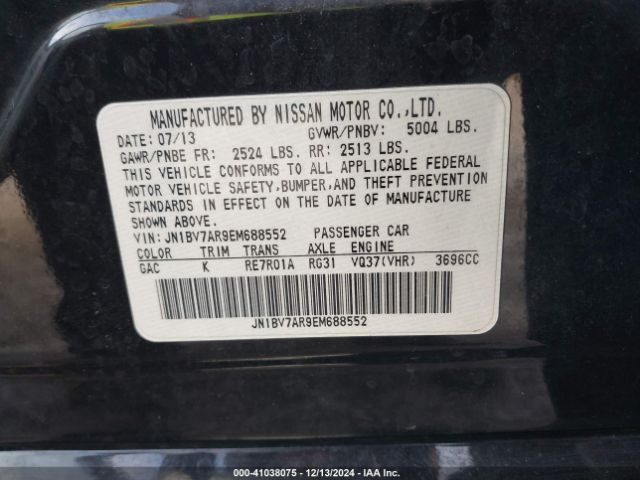 MANUFACTURED BY NISSAN MOTOR CO.,LTD.
DATE: 07/13 GVWR/PNBV: 5004 LBS.
GAWR/PNBE FR: 2524 LBS. RR: 2513 LBS.
THIS VEHICLE CONFORMS TO ALL APPLICABLE FEDERAL
MOTOR VEHICLE SAFETY,BUMPER,AND THEFT PREVENTION
STANDARDS IN EFFECT ON THE DATE OF MANUFACTURE
SHOWN ABOVE.
VIN: JN1BV7AR9EM688552 PASSENGER CAR
COLOR TRIM TRANS AXLE ENGINE
GAC K RE7R01A RG31 VQ37(VHR) 3696CC
JN1BV7AR9EM688552
000-41038075 - 12/13/2024 - IAA Inc.